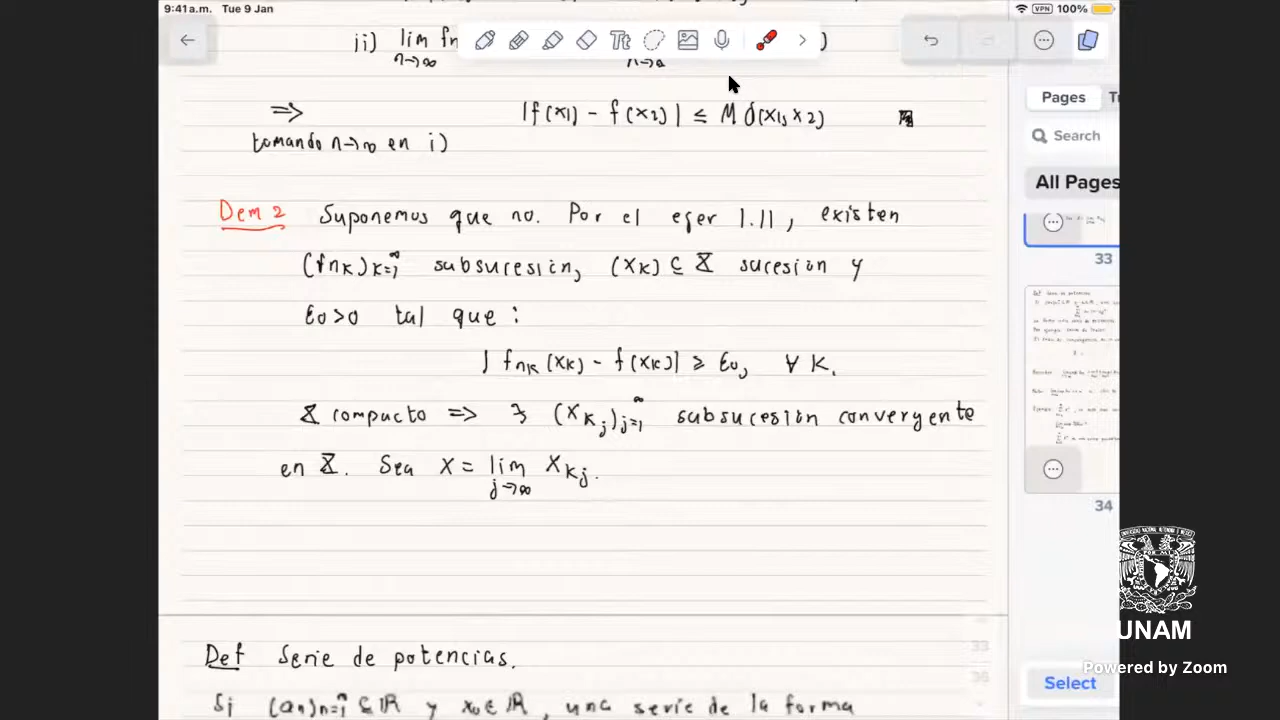 9:41a.m. Tue 9 Jan
VPN 100%
ii) lim fn )
n→∞ n→∞
⇒ |f(x1) - f(x2)| ≤ M d(x1, x2)
tomando n→∞ en i)
Pages
Search
All Pages
Dem 2 Suponemos que no. Por el ejer 1.11, existen
(fnk)k=1^∞ subsucesión, (xk) ⊆ X sucesión y
ε0>0 tal que:
| fnk (xk) - f(xk)| ≥ ε0, ∀ k.
X compacto ⇒ ∃ (xkj)j=1^∞ subsucesión convergente
en X. Sea x = lim xkj.
j→∞
33
34
UNAM
Powered by Zoom
Select
Def Serie de potencias.
Si (an)n=1^∞ ⊆ ℝ y x0 ∈ ℝ, una serie de la forma